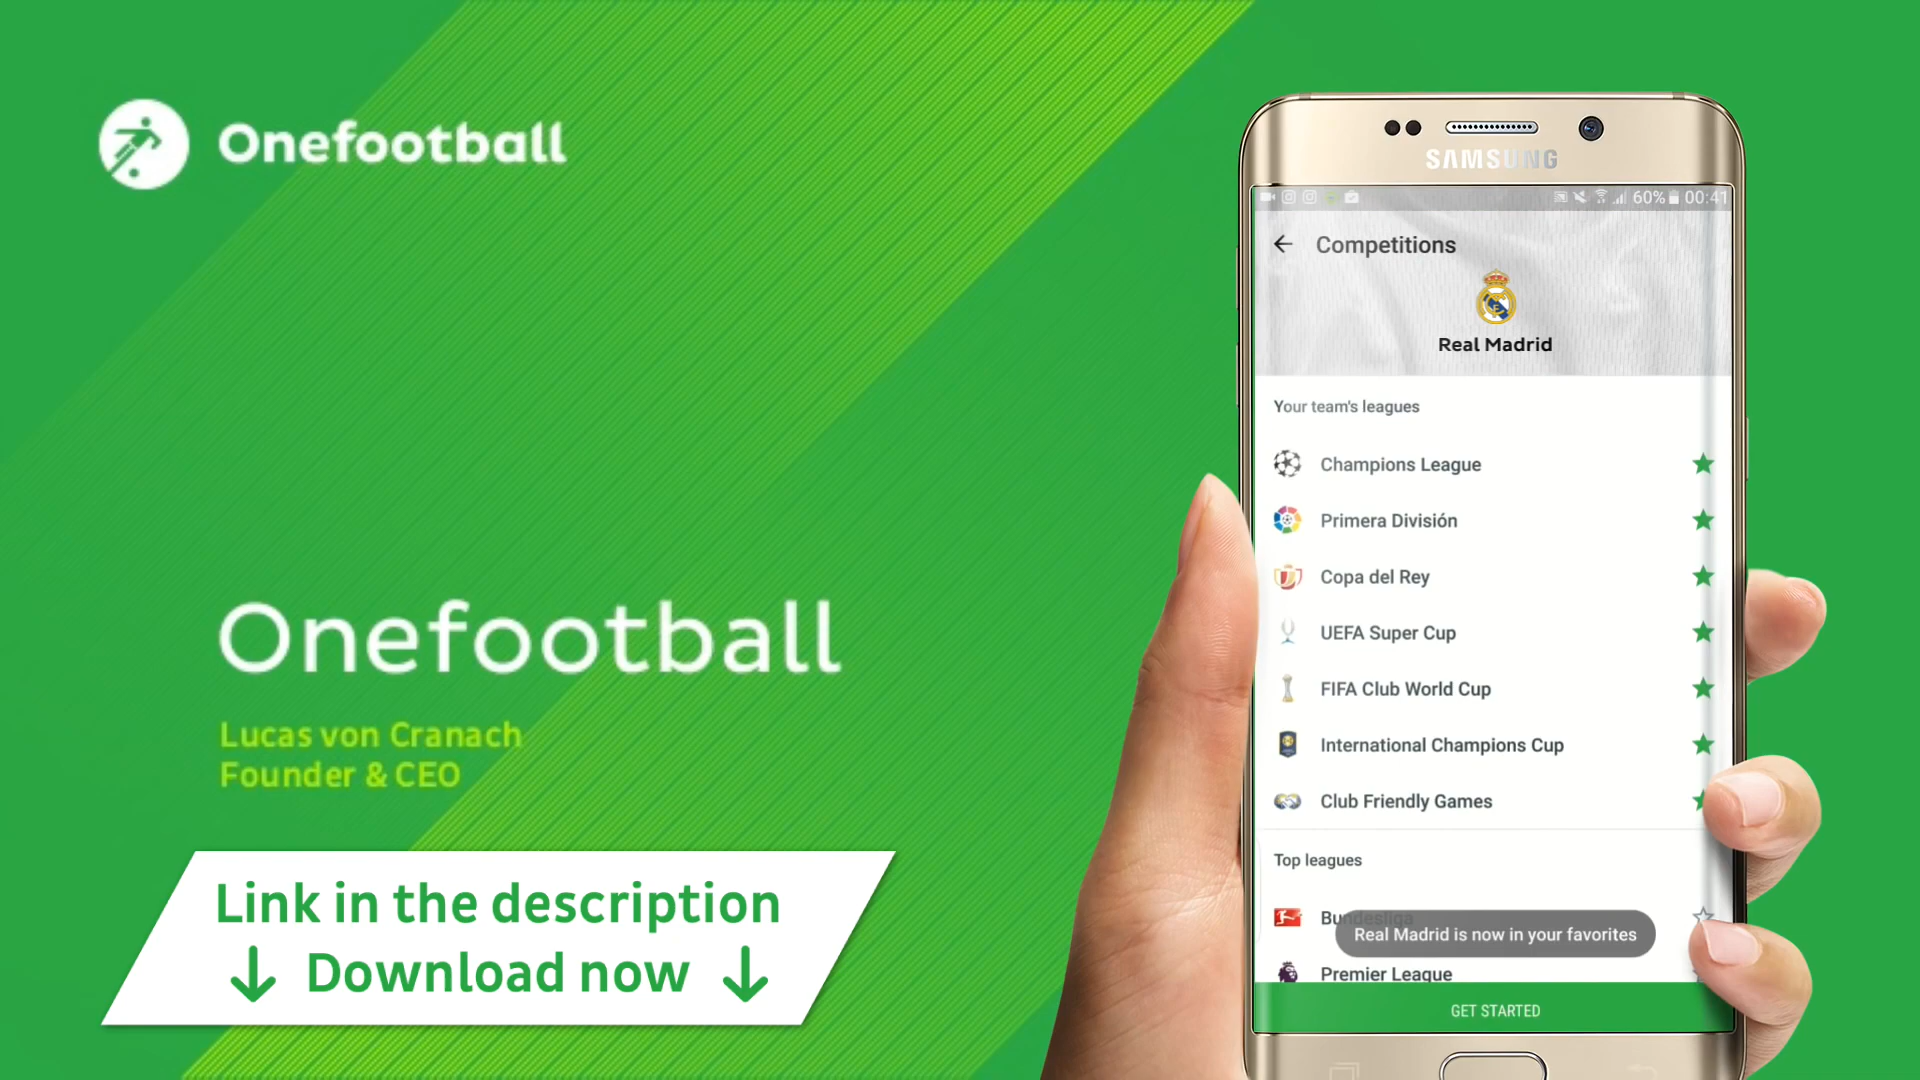 Onefootball
Onefootball
Lucas von Cranach
Founder & CEO
Link in the description
↓ Download now ↓
SAMSUNG
60% 00:41
← Competitions
Real Madrid
Your team's leagues
Champions League
Primera División
Copa del Rey
UEFA Super Cup
FIFA Club World Cup
International Champions Cup
Club Friendly Games
Top leagues
Bundesliga
Real Madrid is now in your favorites
Premier League
GET STARTED